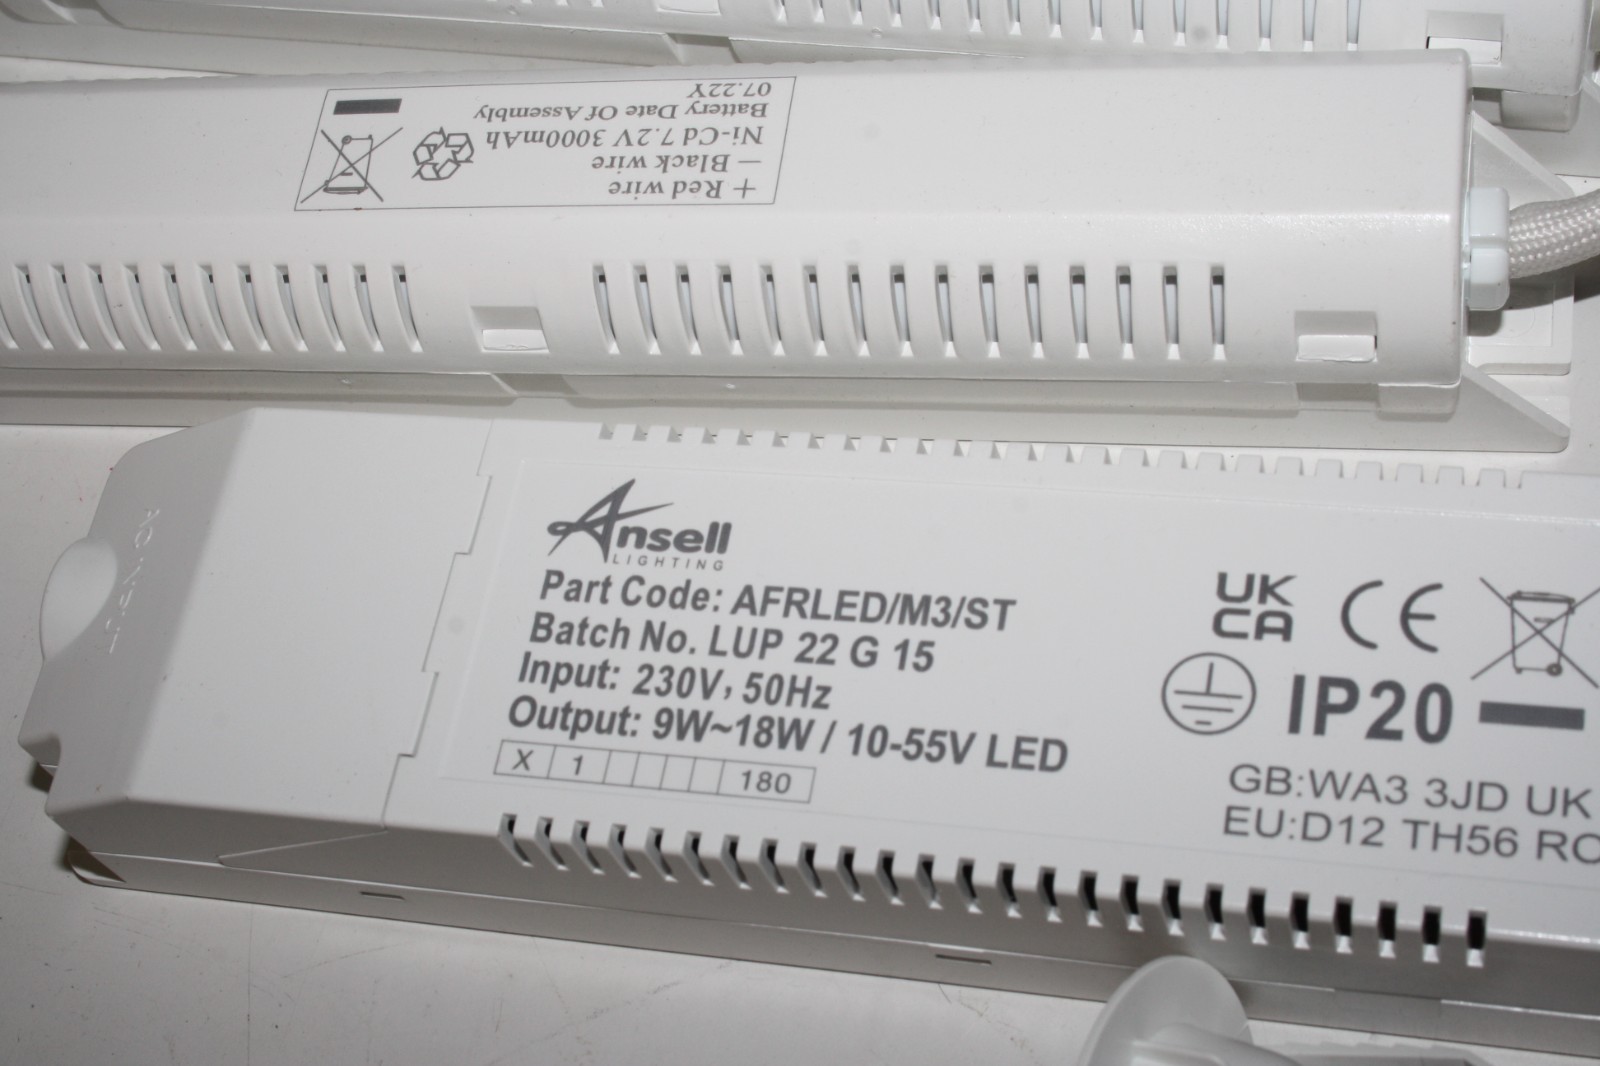 + Red wire
− Black wire
Ni-Cd 7.2V 3000mAh
Battery Date Of Assembly
07.22Y
Ansell
LIGHTING
Part Code: AFRLED/M3/ST
Batch No. LUP 22 G 15
Input: 230V, 50Hz
Output: 9W~18W / 10-55V LED
X 1 180
UK
CA
CE
IP20
GB:WA3 3JD UK
EU:D12 TH56 RO